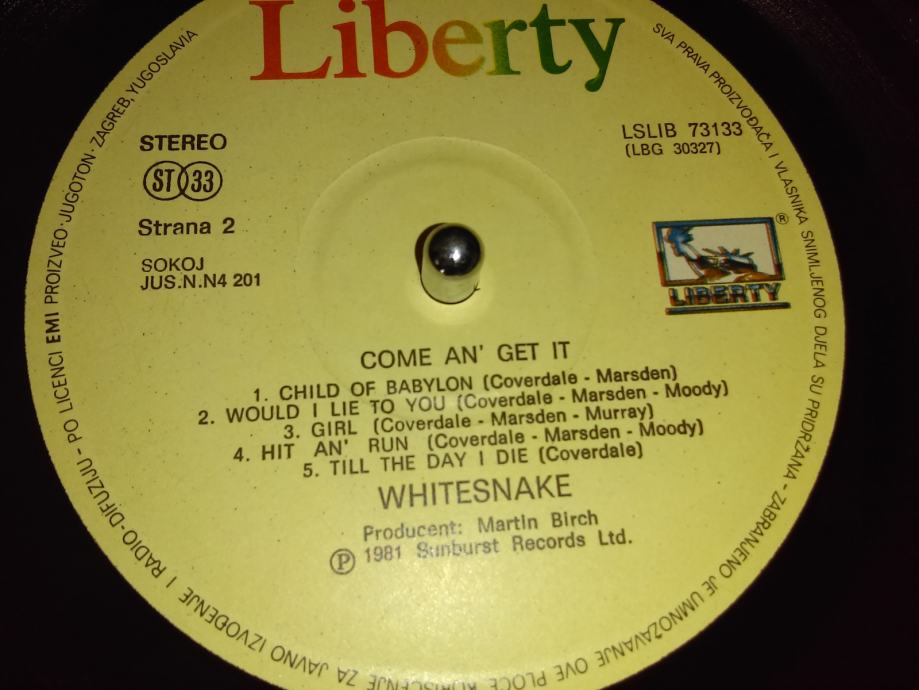 Liberty
STEREO
ST 33
Strana 2
SOKOJ
JUS.N.N4 201
LSLIB 73133
(LBG 30327)
®
LIBERTY
COME AN' GET IT
1. CHILD OF BABYLON (Coverdale - Marsden)
2. WOULD I LIE TO YOU (Coverdale - Marsden - Moody)
3. GIRL (Coverdale - Marsden - Murray)
4. HIT AN' RUN (Coverdale - Marsden - Moody)
5. TILL THE DAY I DIE (Coverdale)
WHITESNAKE
Producent: Martin Birch
Ⓟ 1981 Sunburst Records Ltd.
PO LICENCI EMI PROIZVEO·JUGOTON·ZAGREB, YUGOSLAVIA
SVA PRAVA PROIZVOĐAČA I VLASNIKA SNIMLJENOG DJELA SU PRIDRZANA - ZABRANJENO JE UMNOZAVANJE OVE PLOČE, KORIŠĆENJE ZA JAVNO IZVOĐENJE I RADIO-DIFUZIJU -